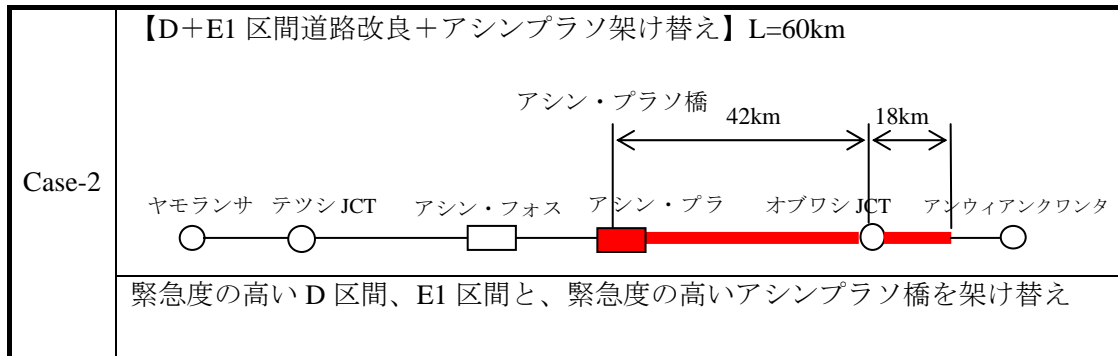 【D＋E1 区間道路改良＋アシンプラソ架け替え】L=60km
アシン・プラソ橋
42km
18km
Case-2
ヤモランサ
テツシ JCT
アシン・フォス
アシン・プラ
オブワシ JCT
アンウィアンクワンタ
緊急度の高い D 区間、E1 区間と、緊急度の高いアシンプラソ橋を架け替え